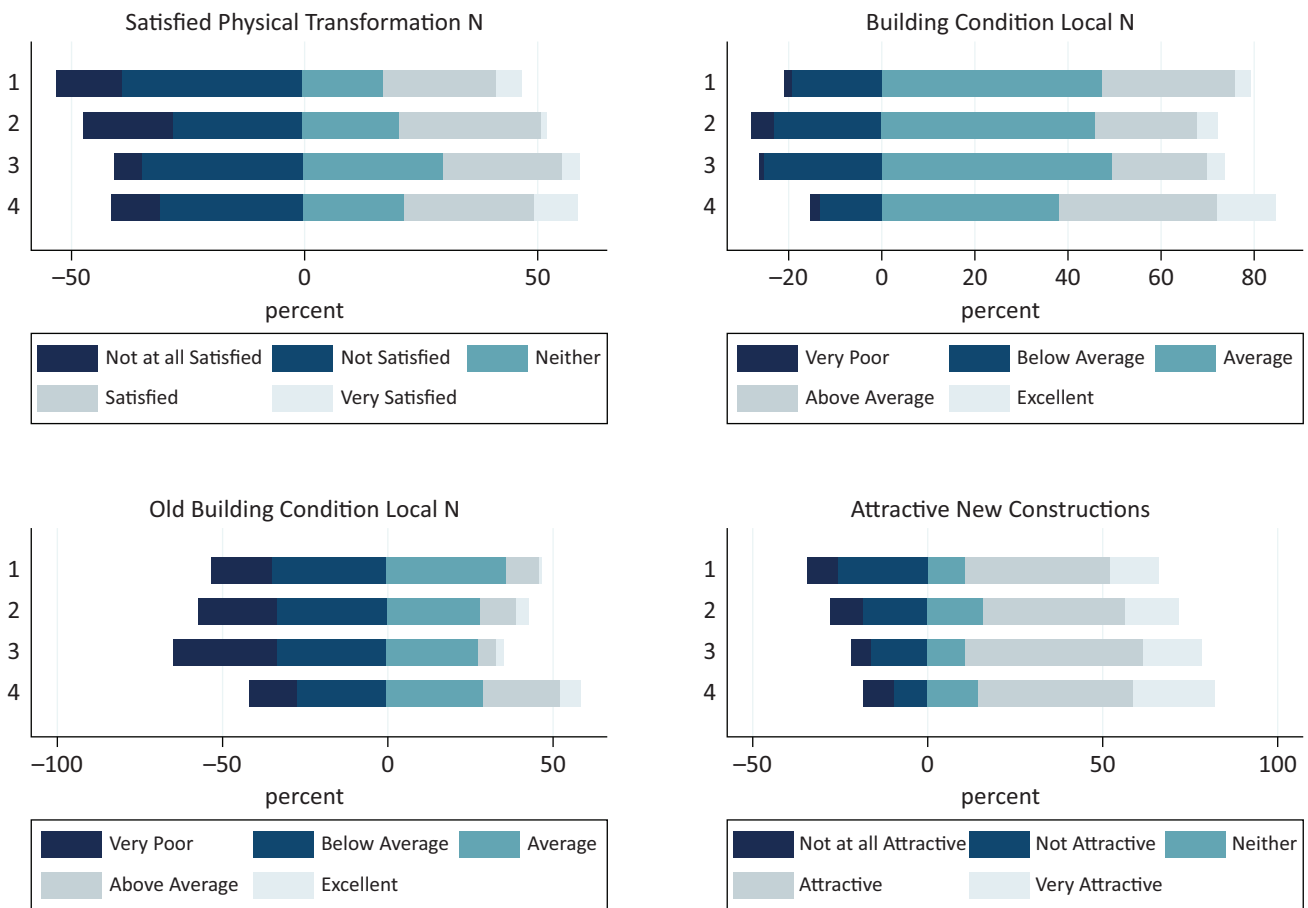 Satisfied Physical Transformation N
1
2
3
4
–50 0 50
percent
Not at all Satisfied Not Satisfied Neither
Satisfied Very Satisfied
Building Condition Local N
1
2
3
4
–20 0 20 40 60 80
percent
Very Poor Below Average Average
Above Average Excellent
Old Building Condition Local N
1
2
3
4
–100 –50 0 50
percent
Very Poor Below Average Average
Above Average Excellent
Attractive New Constructions
1
2
3
4
–50 0 50 100
percent
Not at all Attractive Not Attractive Neither
Attractive Very Attractive